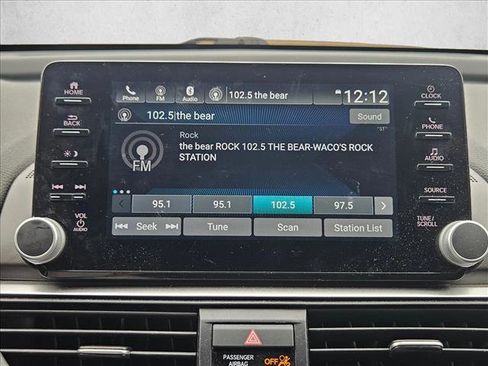 HOME
Phone FM Audio 102.5 the bear 12:12
CLOCK
102.5|the bear Sound
BACK
PHONE
Rock "ST"
the bear ROCK 102.5 THE BEAR-WACO'S ROCK
STATION
FM
AUDIO
SOURCE
95.1 95.1 102.5 97.5
VOL
AUDIO
TUNE/
SCROLL
Seek Tune Scan Station List
PASSENGER
AIRBAG OFF